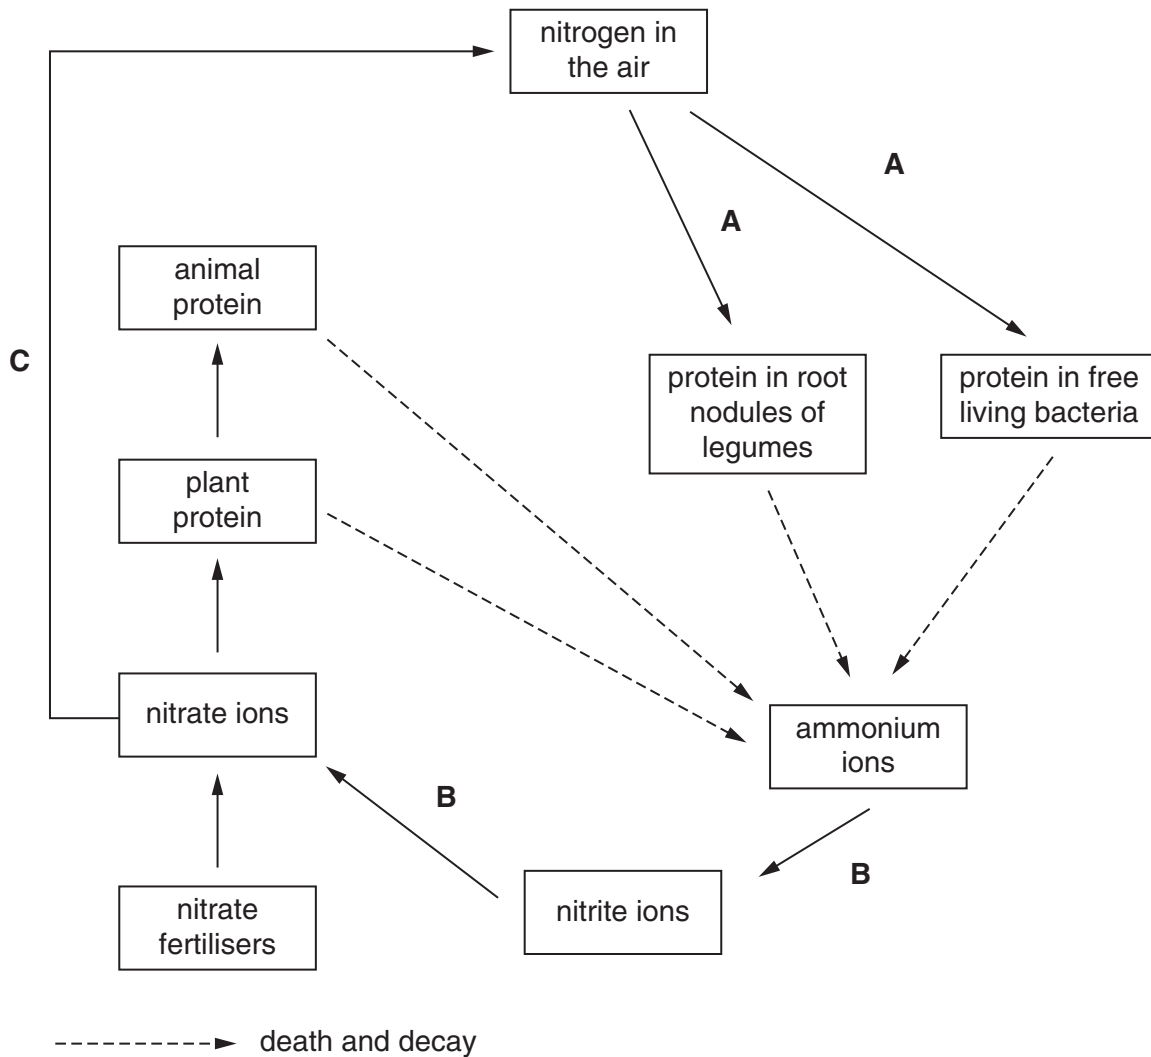 nitrogen in
the air
A
A
animal
protein
C
protein in root
nodules of
legumes
protein in free
living bacteria
plant
protein
nitrate ions
ammonium
ions
B
B
nitrate
fertilisers
nitrite ions
death and decay